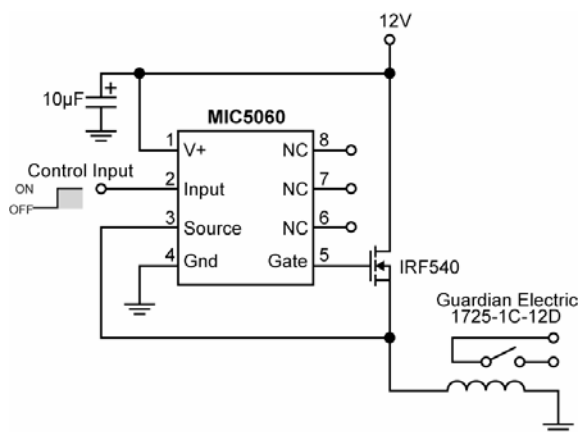 12V
10µF
+
MIC5060
1 V+ NC 8
Control Input
ON
OFF
2 Input NC 7
3 Source NC 6
4 Gnd Gate 5
IRF540
Guardian Electric
1725-1C-12D